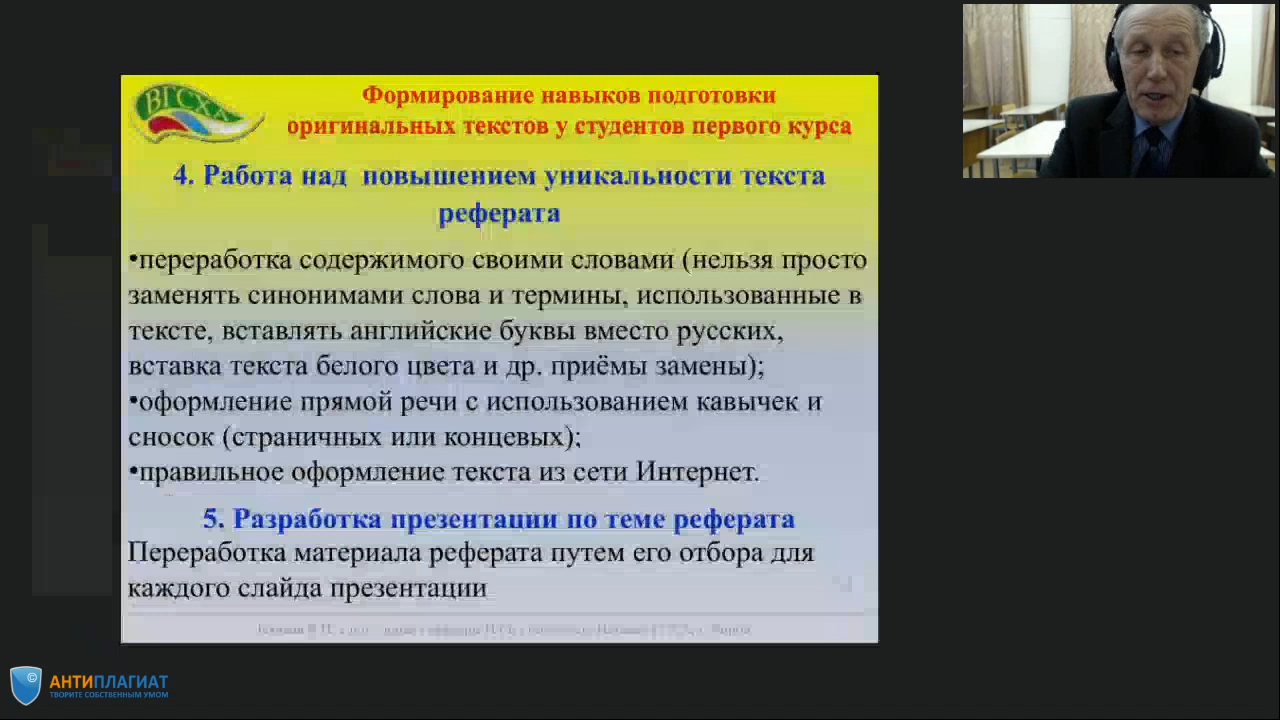 ВГСХА
Формирование навыков подготовки
оригинальных текстов у студентов первого курса
4. Работа над повышением уникальности текста
реферата
•переработка содержимого своими словами (нельзя просто
заменять синонимами слова и термины, использованные в
тексте, вставлять английские буквы вместо русских,
вставка текста белого цвета и др. приёмы замены);
•оформление прямой речи с использованием кавычек и
сносок (страничных или концевых);
•правильное оформление текста из сети Интернет.
5. Разработка презентации по теме реферата
Переработка материала реферата путем его отбора для
каждого слайда презентации
©
АНТИПЛАГИАТ
ТВОРИТЕ СОБСТВЕННЫМ УМОМ